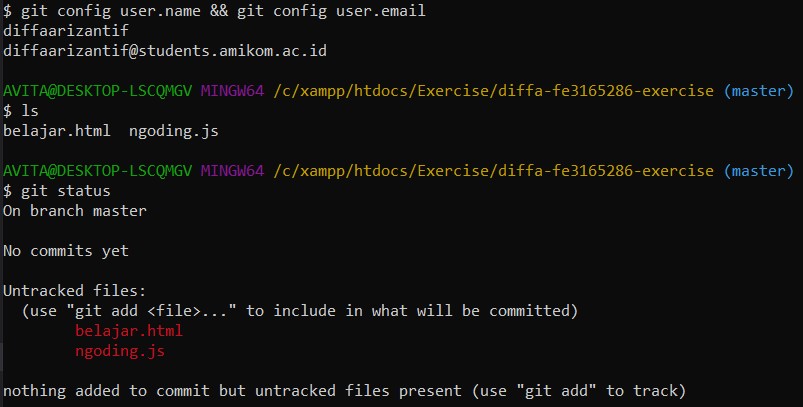 $ git config user.name && git config user.email
diffaarizantif
diffaarizantif@students.amikom.ac.id
AVITA@DESKTOP-LSCQMGV MINGW64 /c/xampp/htdocs/Exercise/diffa-fe3165286-exercise (master)
$ ls
belajar.html  ngoding.js
AVITA@DESKTOP-LSCQMGV MINGW64 /c/xampp/htdocs/Exercise/diffa-fe3165286-exercise (master)
$ git status
On branch master
No commits yet
Untracked files:
  (use "git add <file>..." to include in what will be committed)
        belajar.html
        ngoding.js
nothing added to commit but untracked files present (use "git add" to track)